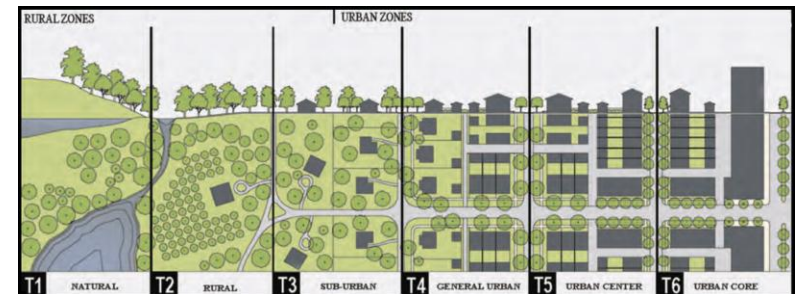 RURAL ZONES
URBAN ZONES
T1 NATURAL
T2 RURAL
T3 SUB-URBAN
T4 GENERAL URBAN
T5 URBAN CENTER
T6 URBAN CORE